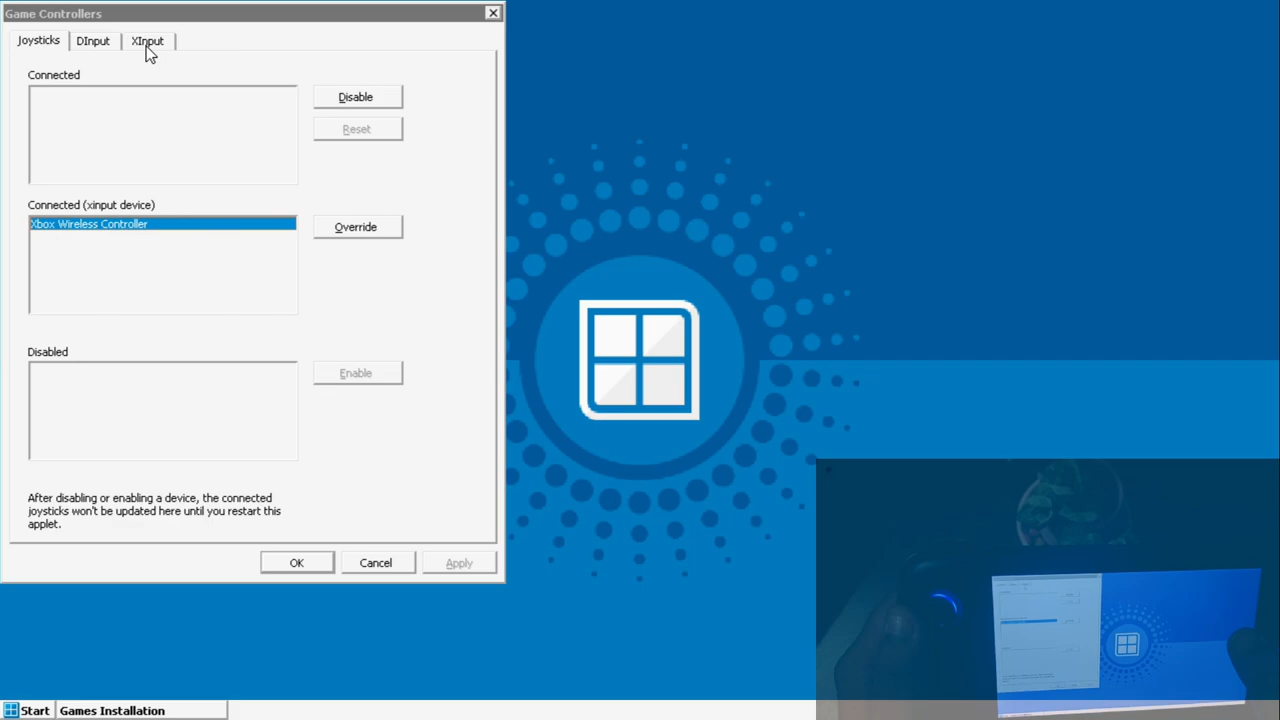 Game Controllers
Joysticks DInput XInput
Connected
Disable
Reset
Connected (xinput device)
Xbox Wireless Controller
Override
Disabled
Enable
After disabling or enabling a device, the connected
joysticks won't be updated here until you restart this
applet.
OK Cancel Apply
Start Games Installation